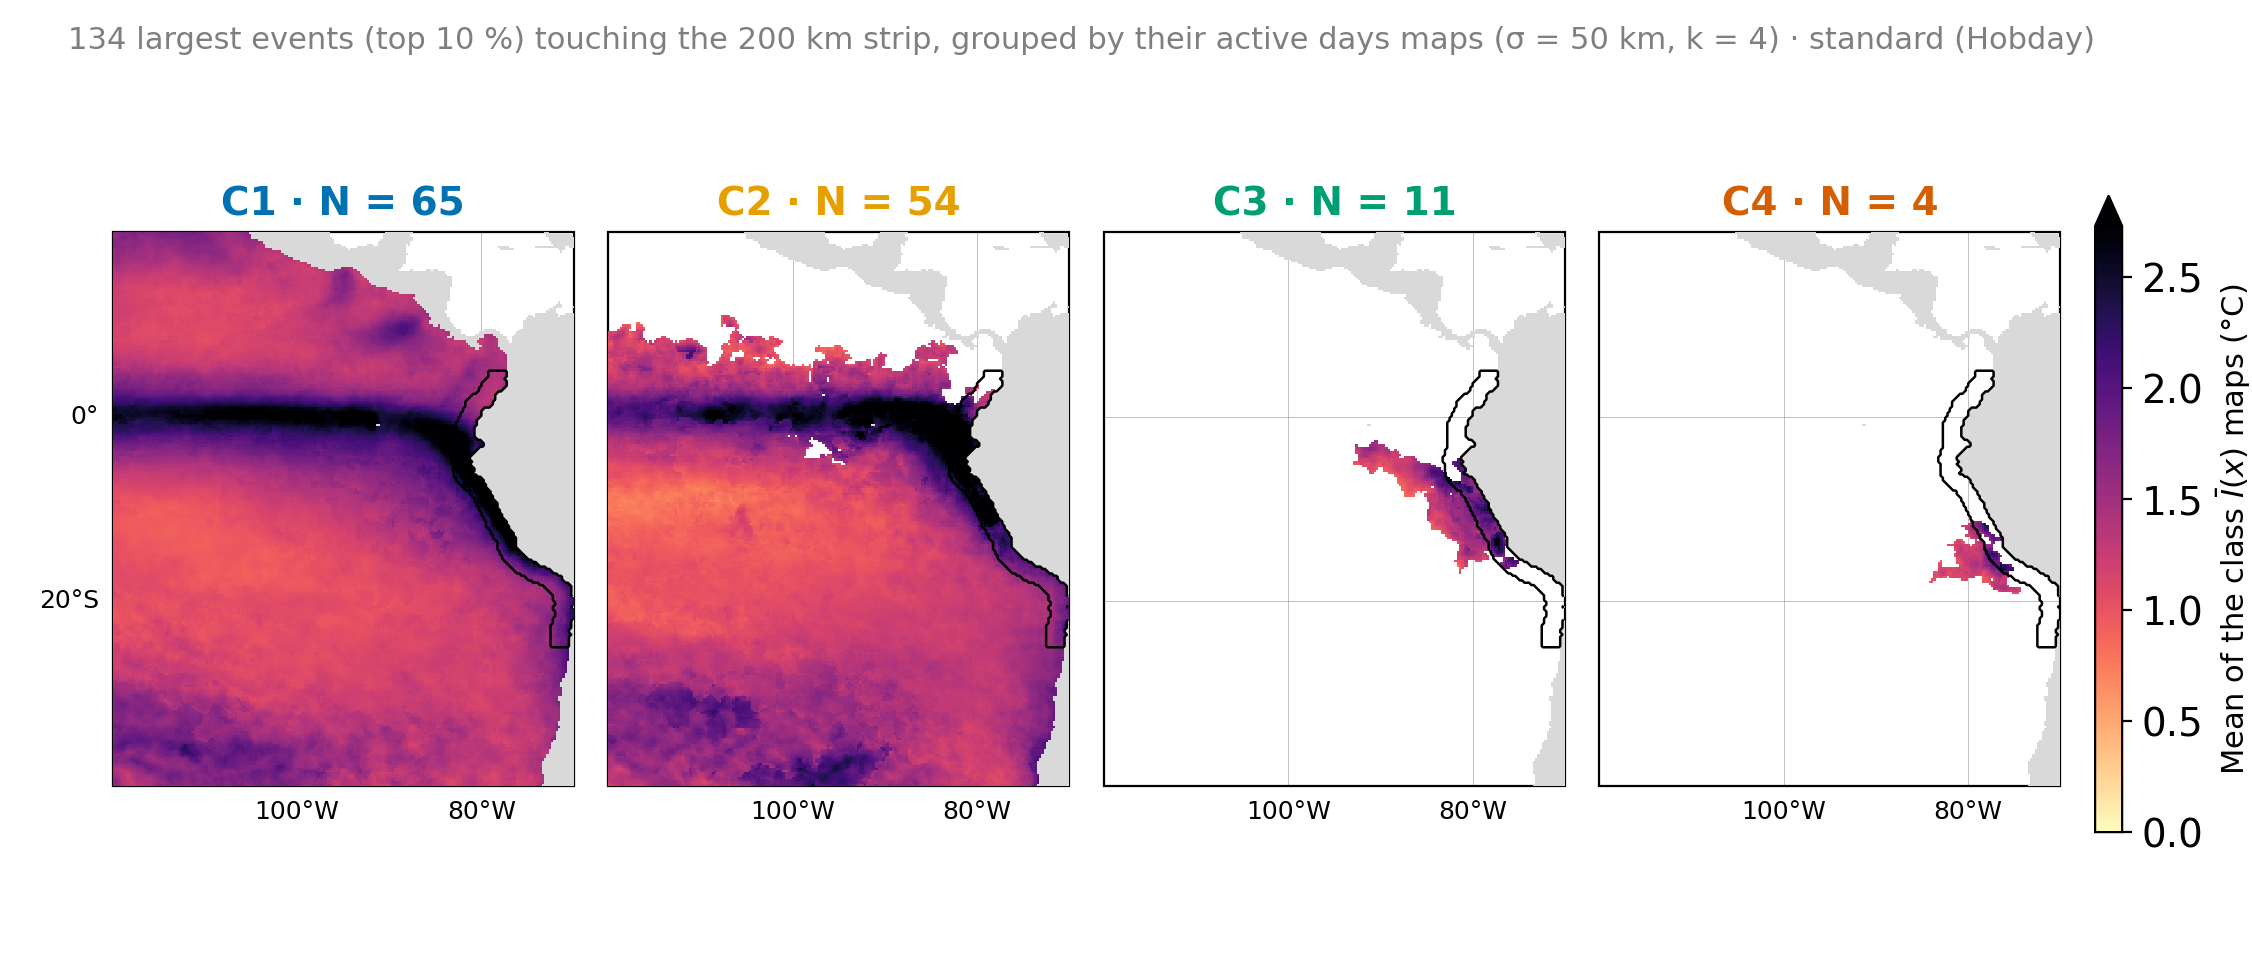 134 largest events (top 10 %) touching the 200 km strip, grouped by their active days maps (σ = 50 km, k = 4) · standard (Hobday)
C1 · N = 65
C2 · N = 54
C3 · N = 11
C4 · N = 4
0°
20°S
100°W
80°W
100°W
80°W
100°W
80°W
100°W
80°W
2.5
2.0
1.5
1.0
0.5
0.0
Mean of the class Ī(x) maps (°C)